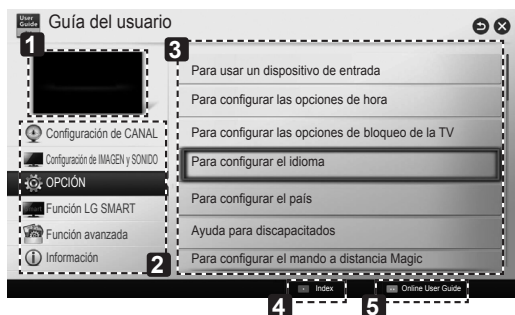 User
Guide
Guía del usuario
1
3
Para usar un dispositivo de entrada
Para configurar las opciones de hora
Para configurar las opciones de bloqueo de la TV
Para configurar el idioma
Para configurar el país
Ayuda para discapacitados
Para configurar el mando a distancia Magic
Configuración de CANAL
Configuración de IMAGEN y SONIDO
OPCIÓN
Función LG SMART
Función avanzada
Información
2
Index
Online User Guide
4
5